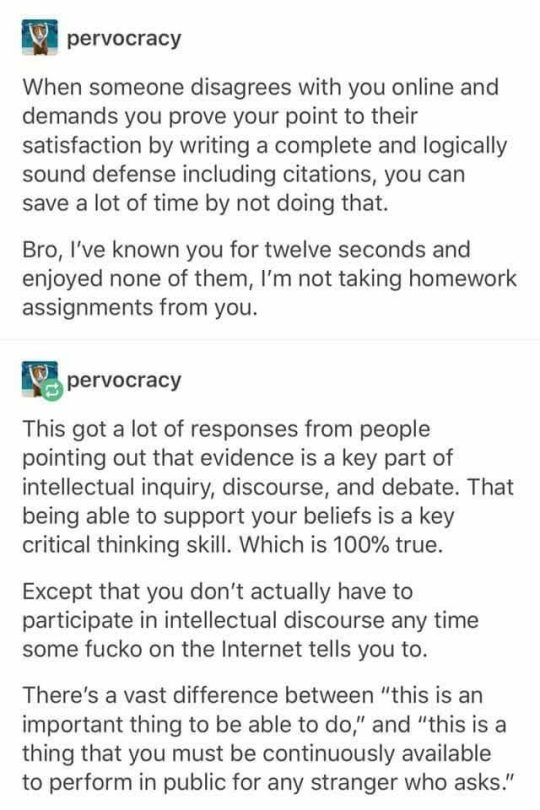 pervocracy
When someone disagrees with you online and
demands you prove your point to their
satisfaction by writing a complete and logically
sound defense including citations, you can
save a lot of time by not doing that.
Bro, I’ve known you for twelve seconds and
enjoyed none of them, I’m not taking homework
assignments from you.
pervocracy
This got a lot of responses from people
pointing out that evidence is a key part of
intellectual inquiry, discourse, and debate. That
being able to support your beliefs is a key
critical thinking skill. Which is 100% true.
Except that you don’t actually have to
participate in intellectual discourse any time
some fucko on the Internet tells you to.
There’s a vast difference between “this is an
important thing to be able to do,” and “this is a
thing that you must be continuously available
to perform in public for any stranger who asks.”